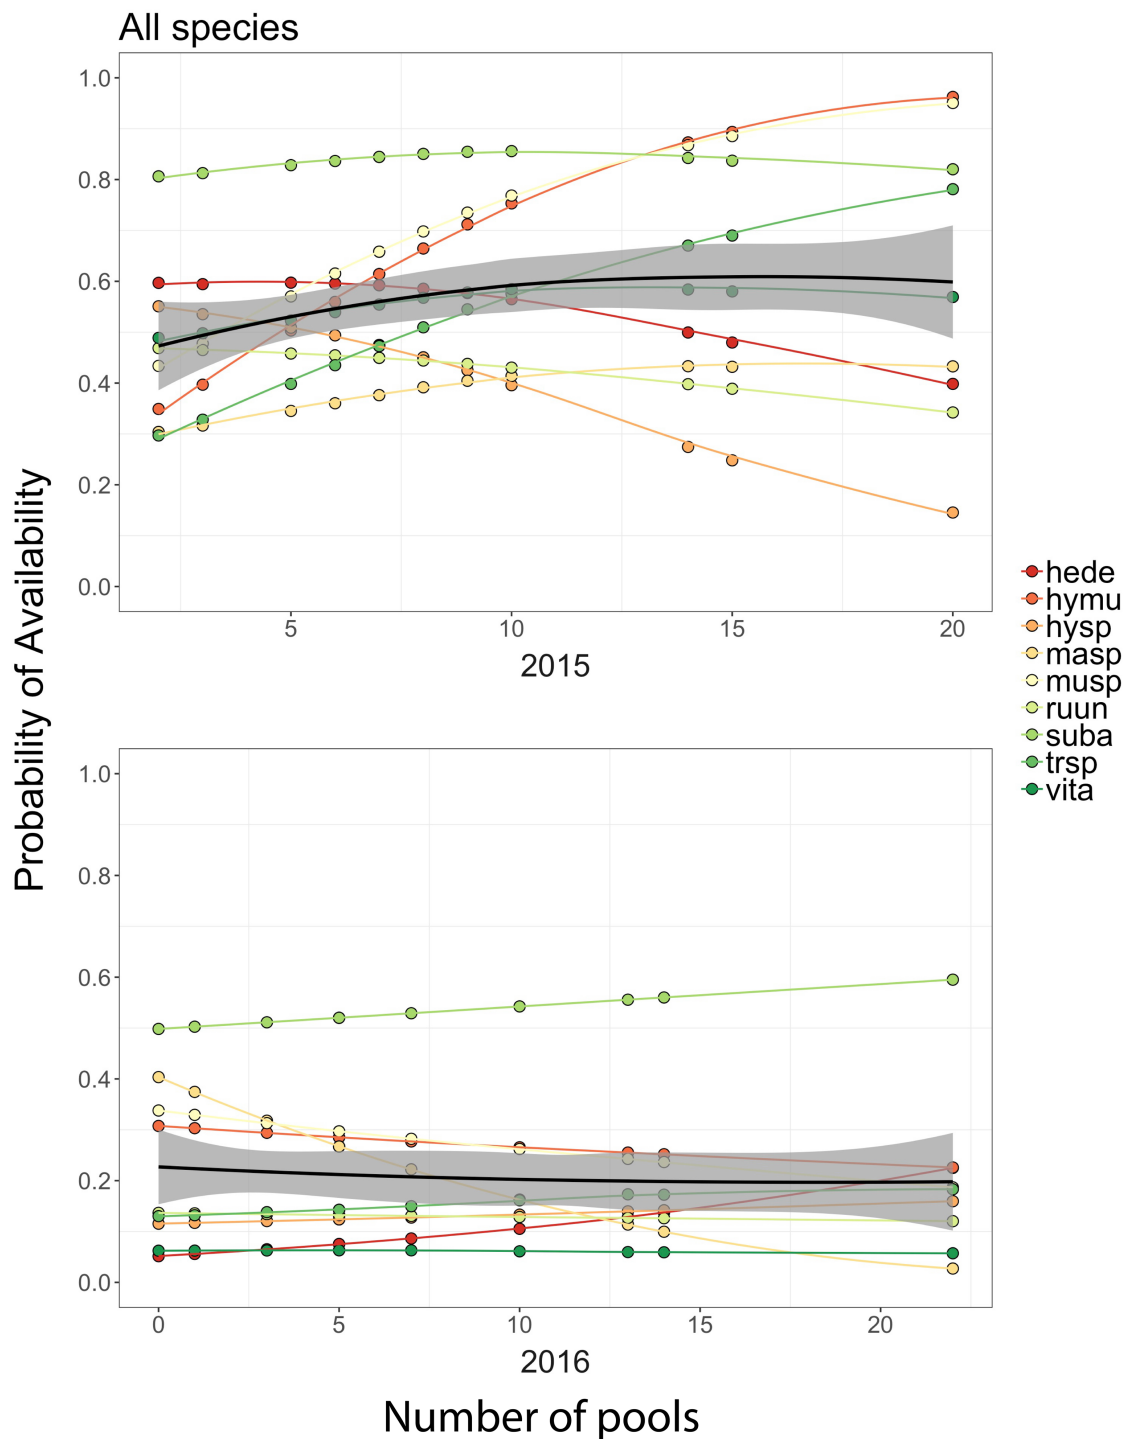 All species
1.0
0.8
0.6
0.4
0.2
0.0
5 10 15 20
2015
Probability of Availability
hede
hymu
hysp
masp
musp
ruun
suba
trsp
vita
1.0
0.8
0.6
0.4
0.2
0.0
0 5 10 15 20
2016
Number of pools